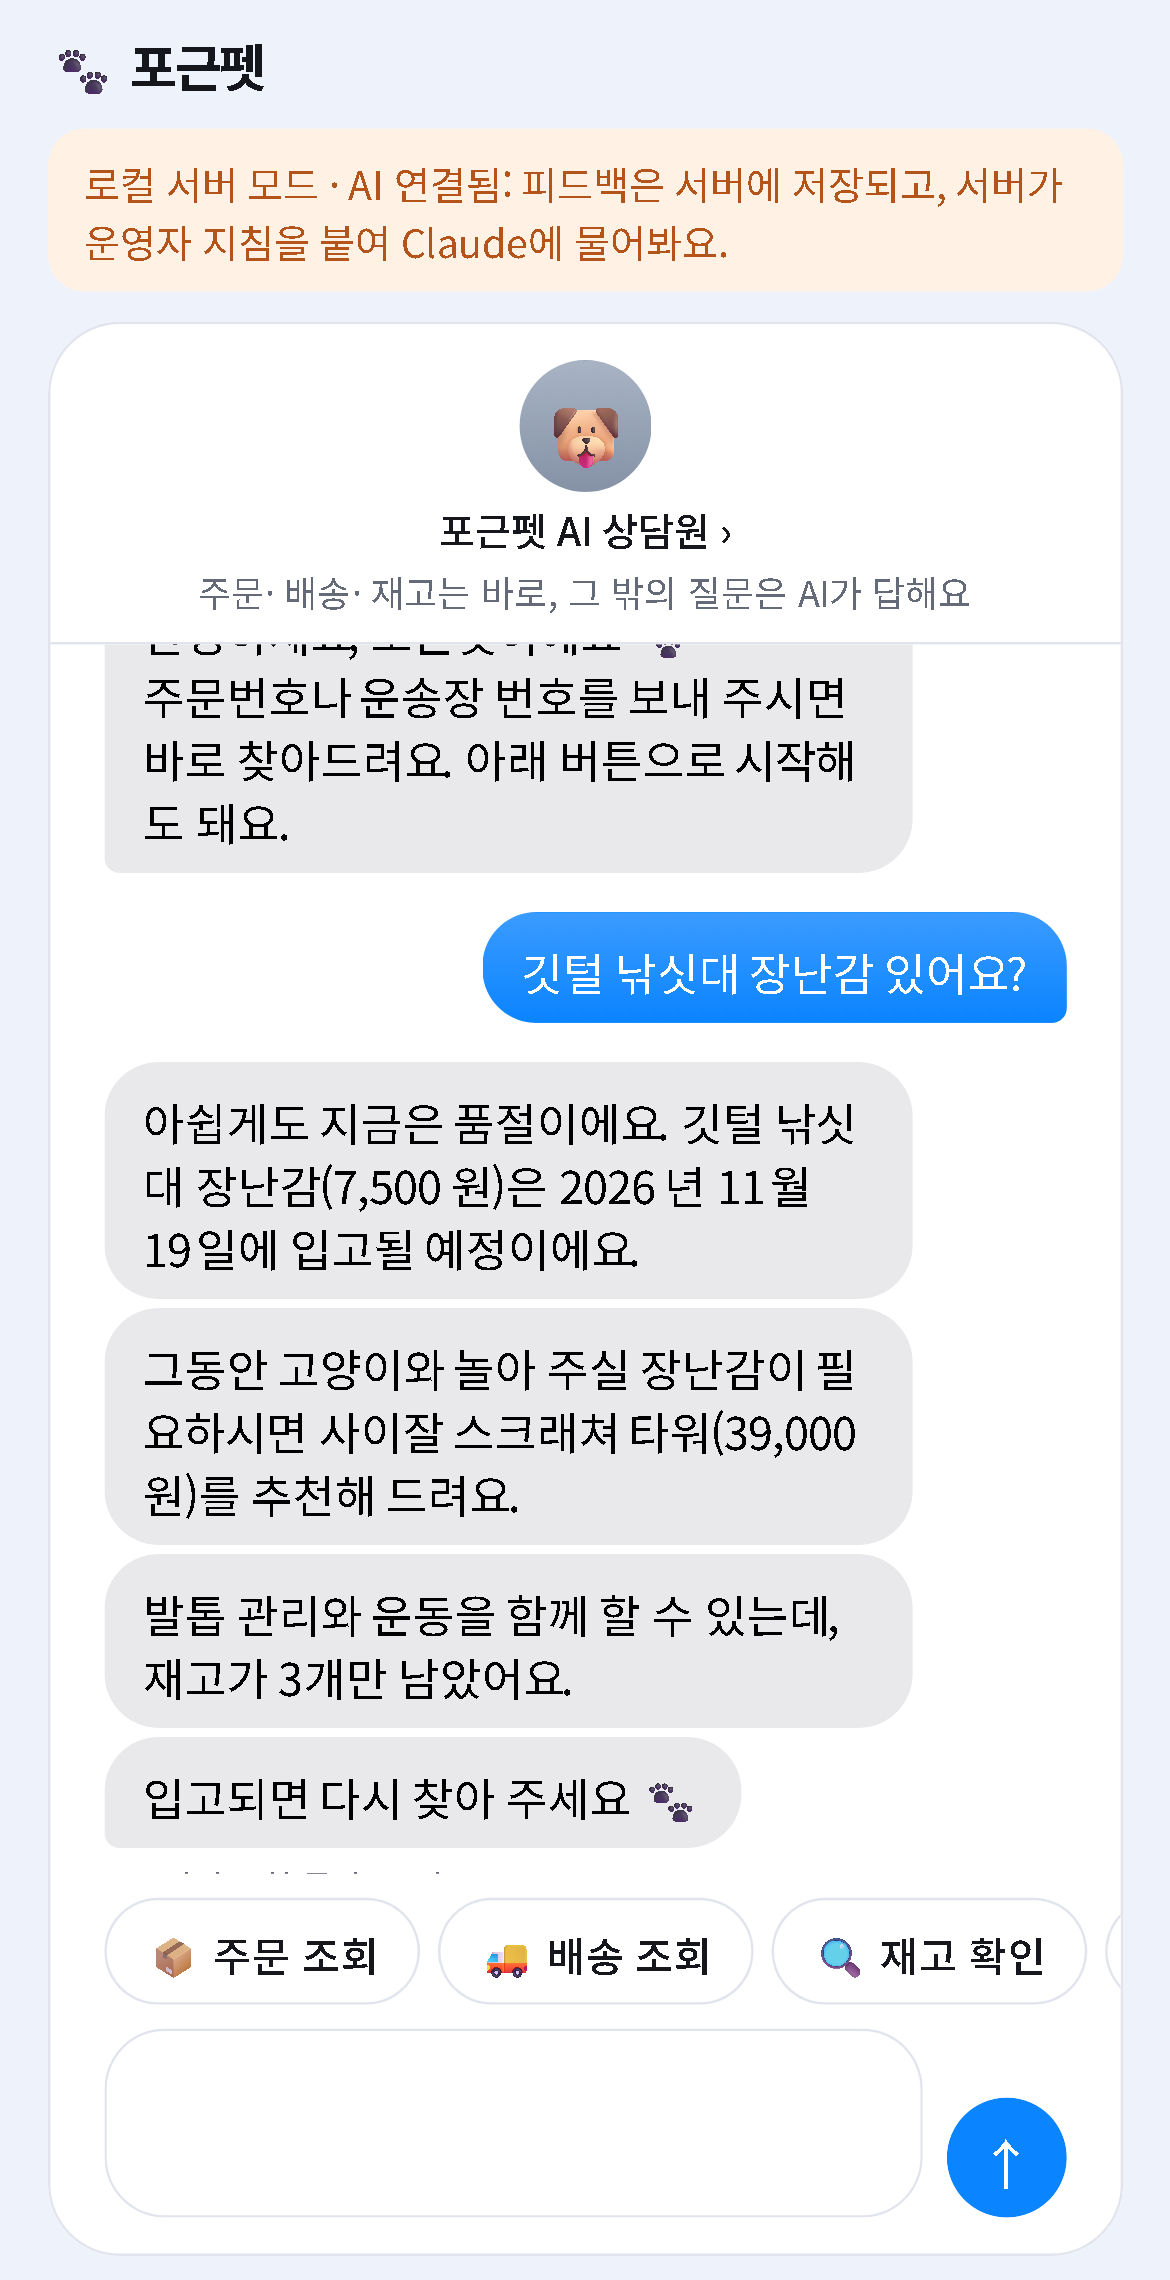 포근펫
로컬 서버 모드 · AI 연결됨: 피드백은 서버에 저장되고, 서버가
운영자 지침을 붙여 Claude에 물어봐요.
포근펫 AI 상담원 ›
주문· 배송· 재고는 바로, 그 밖의 질문은 AI가 답해요
주문번호나 운송장 번호를 보내 주시면
바로 찾아드려요. 아래 버튼으로 시작해
도 돼요.
깃털 낚싯대 장난감 있어요?
아쉽게도 지금은 품절이에요. 깃털 낚싯
대 장난감(7,500 원)은 2026 년 11월
19일에 입고될 예정이에요.
그동안 고양이와 놀아 주실 장난감이 필
요하시면 사이잘 스크래쳐 타워(39,000
원)를 추천해 드려요.
발톱 관리와 운동을 함께 할 수 있는데,
재고가 3개만 남았어요.
입고되면 다시 찾아 주세요
주문 조회
배송 조회
재고 확인
↑